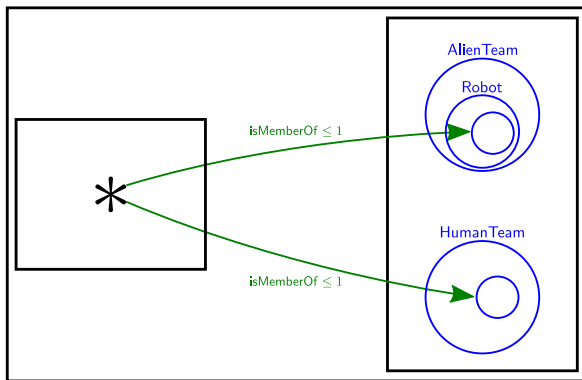 AlienTeam
Robot
isMemberOf ≤ 1
*
HumanTeam
isMemberOf ≤ 1